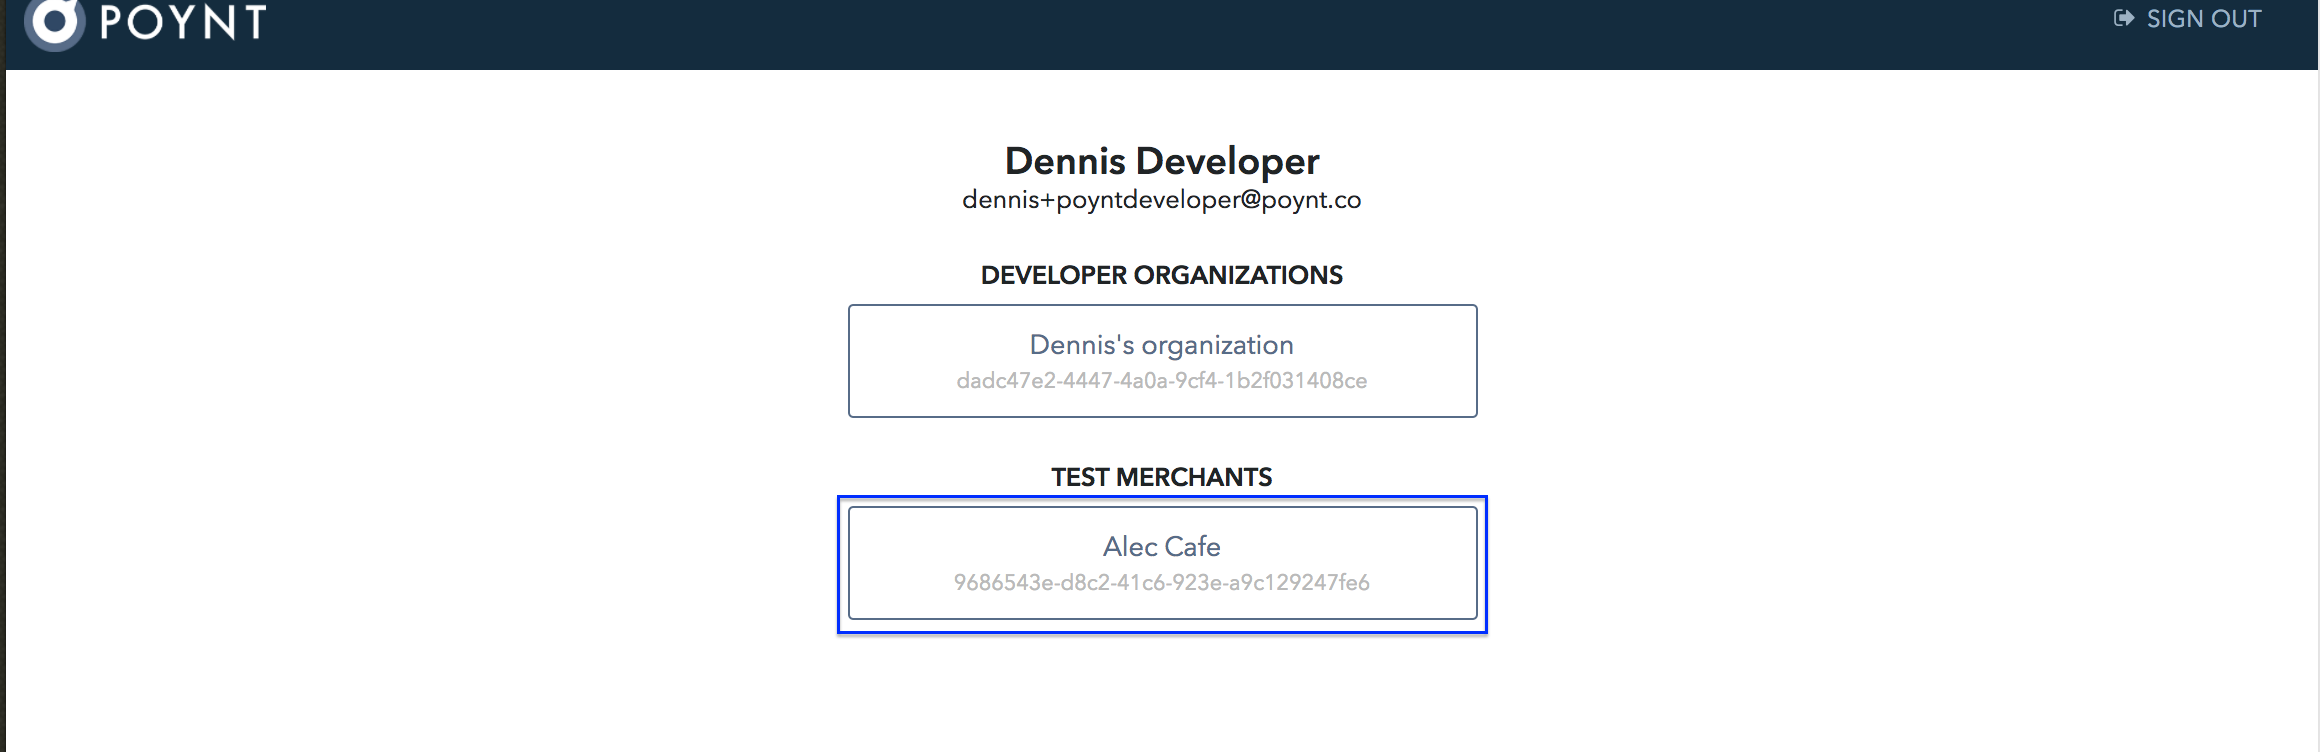 POYNT
SIGN OUT
Dennis Developer
dennis+poyntdeveloper@poynt.co
DEVELOPER ORGANIZATIONS
Dennis's organization
dadc47e2-4447-4a0a-9cf4-1b2f031408ce
TEST MERCHANTS
Alec Cafe
9686543e-d8c2-41c6-923e-a9c129247fe6